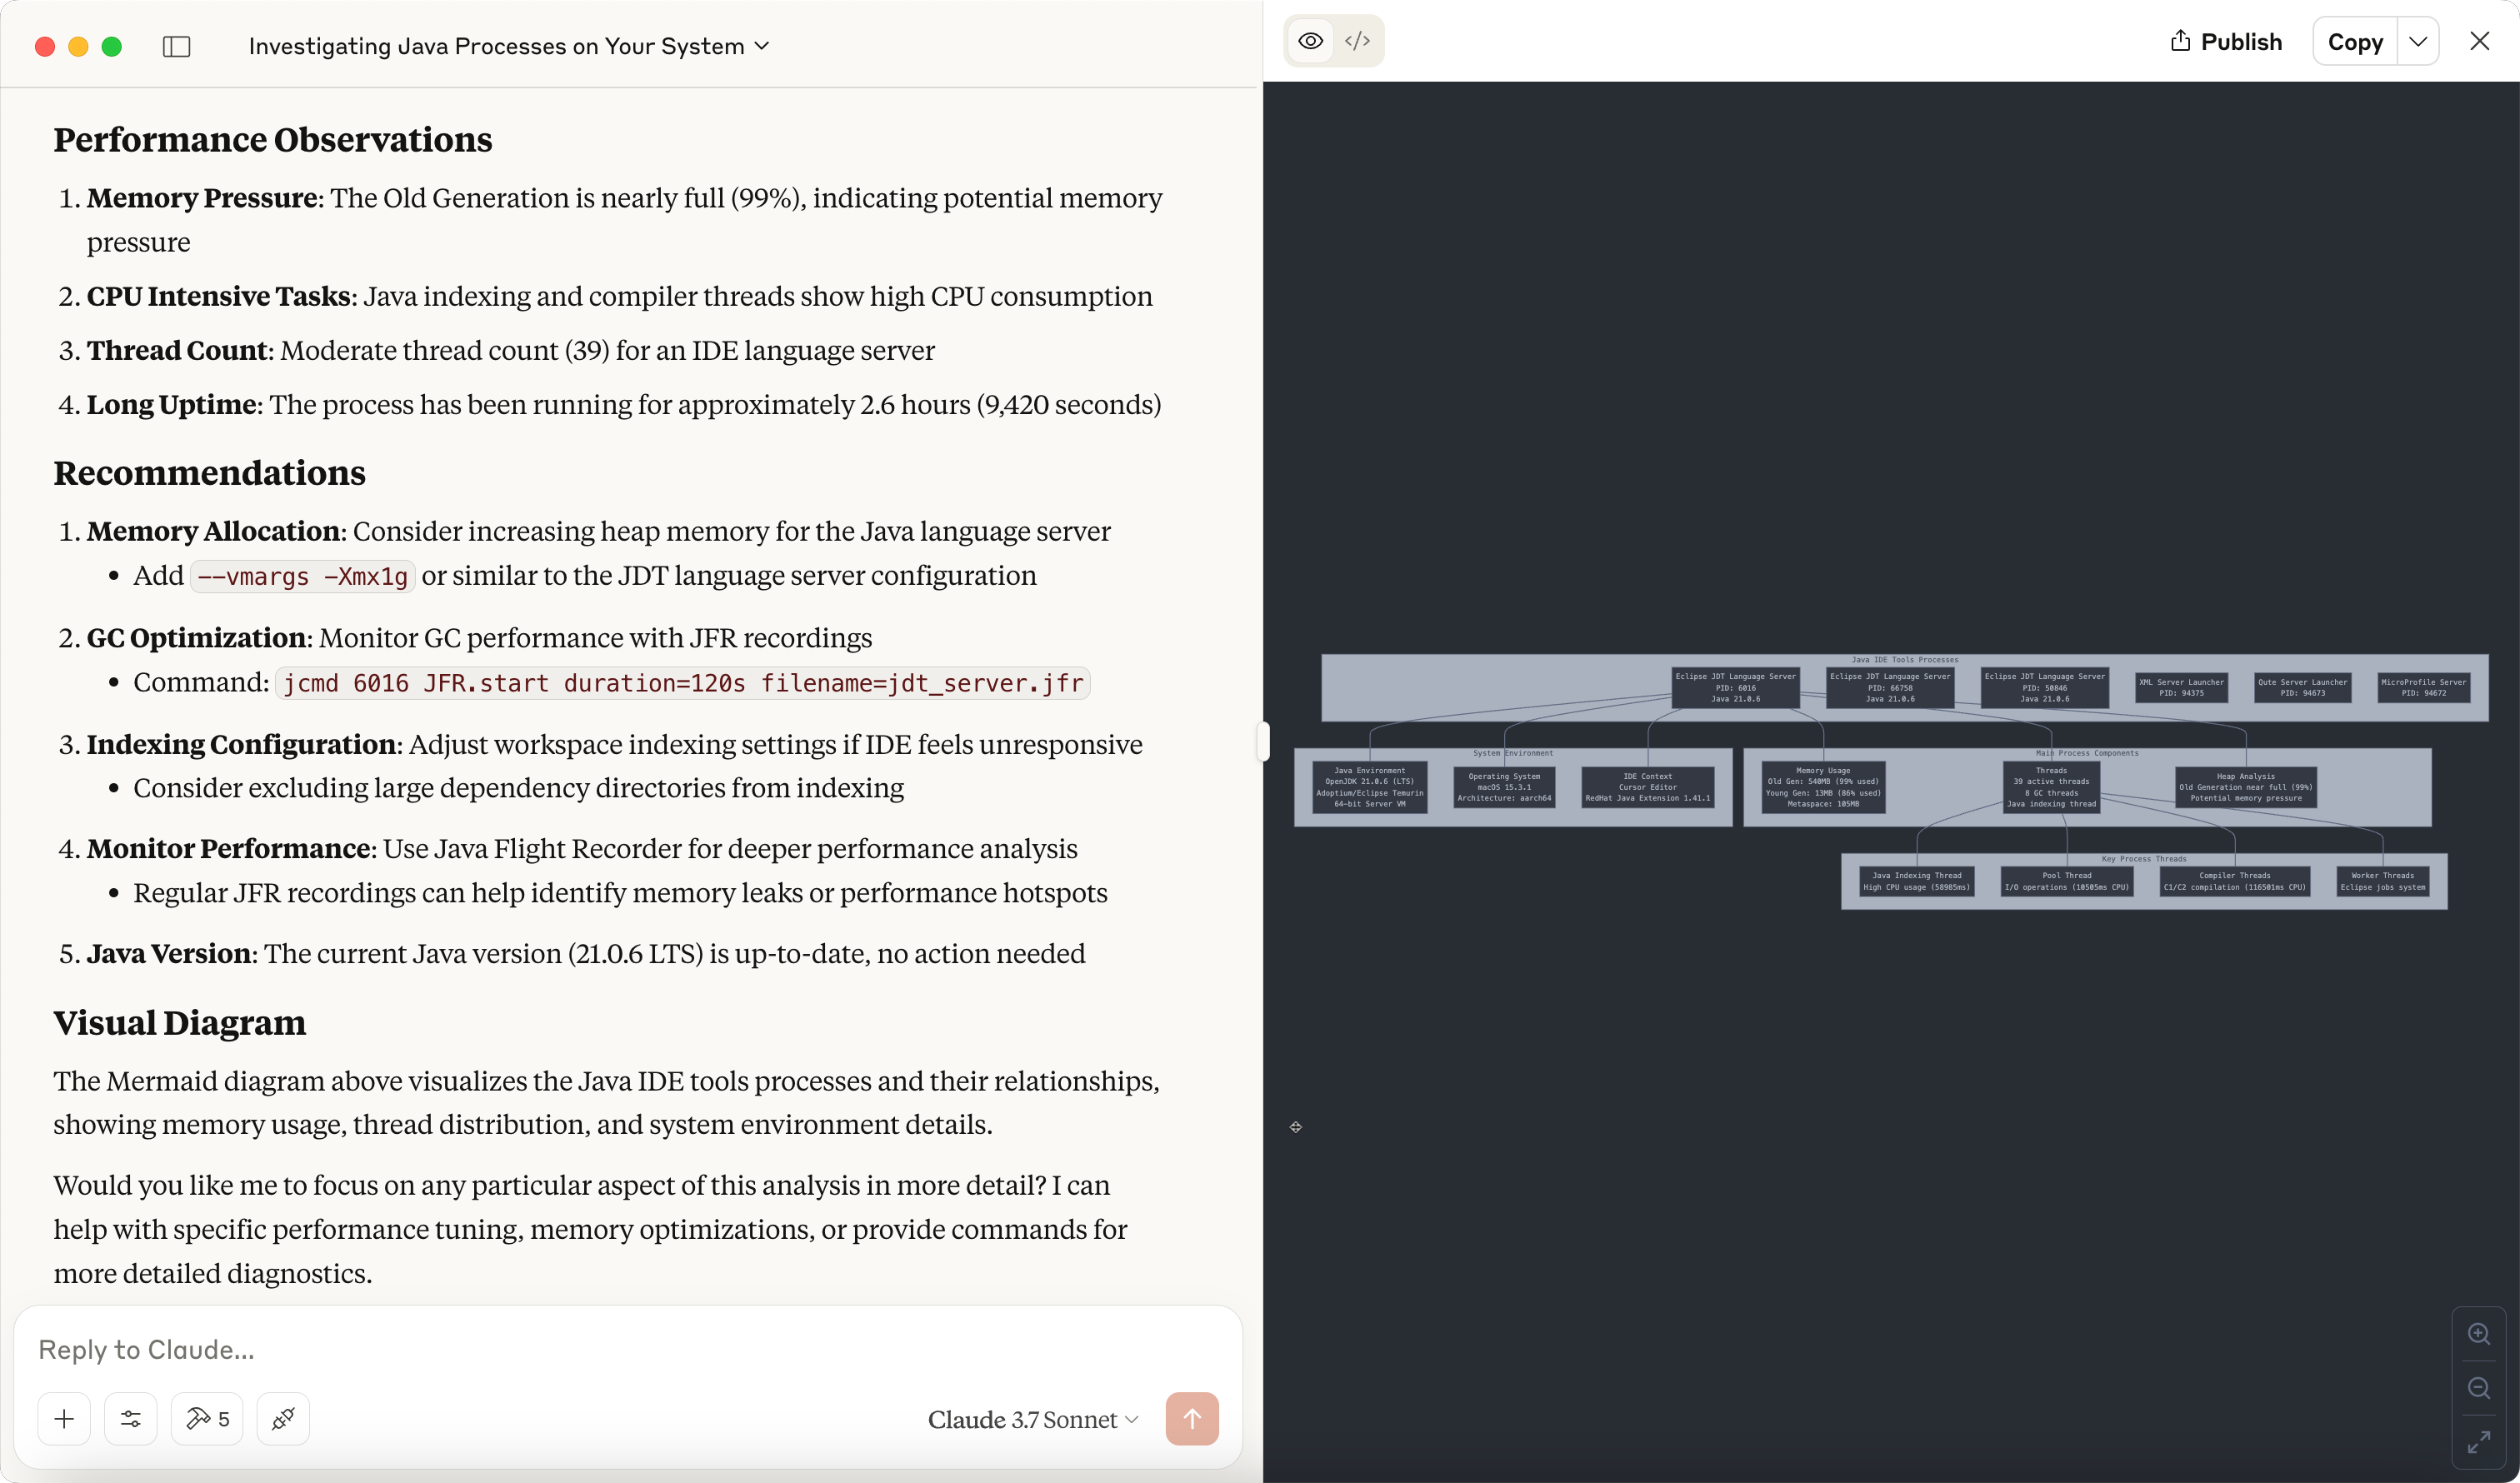 Investigating Java Processes on Your System
Performance Observations
1. Memory Pressure: The Old Generation is nearly full (99%), indicating potential memory
pressure
2. CPU Intensive Tasks: Java indexing and compiler threads show high CPU consumption
3. Thread Count: Moderate thread count (39) for an IDE language server
4. Long Uptime: The process has been running for approximately 2.6 hours (9,420 seconds)
Recommendations
1. Memory Allocation: Consider increasing heap memory for the Java language server
• Add --vmargs -Xmx1g or similar to the JDT language server configuration
2. GC Optimization: Monitor GC performance with JFR recordings
• Command: jcmd 6016 JFR.start duration=120s filename=jdt_server.jfr
3. Indexing Configuration: Adjust workspace indexing settings if IDE feels unresponsive
• Consider excluding large dependency directories from indexing
4. Monitor Performance: Use Java Flight Recorder for deeper performance analysis
• Regular JFR recordings can help identify memory leaks or performance hotspots
5. Java Version: The current Java version (21.0.6 LTS) is up-to-date, no action needed
Visual Diagram
The Mermaid diagram above visualizes the Java IDE tools processes and their relationships,
showing memory usage, thread distribution, and system environment details.
Would you like me to focus on any particular aspect of this analysis in more detail? I can
help with specific performance tuning, memory optimizations, or provide commands for
more detailed diagnostics.
Reply to Claude...
5
Claude 3.7 Sonnet
</>
Publish
Copy
Java IDE Tools Processes
Eclipse JDT Language Server
PID: 6016
Java 21.0.6
Eclipse JDT Language Server
PID: 66758
Java 21.0.6
Eclipse JDT Language Server
PID: 50846
Java 21.0.6
XML Server Launcher
PID: 94375
Qute Server Launcher
PID: 94673
MicroProfile Server
PID: 94672
System Environment
Java Environment
OpenJDK 21.0.6 (LTS)
Adoptium/Eclipse Temurin
64-bit Server VM
Operating System
macOS 15.3.1
Architecture: aarch64
IDE Context
Cursor Editor
RedHat Java Extension 1.41.1
Main Process Components
Memory Usage
Old Gen: 540MB (99% used)
Young Gen: 13MB (86% used)
Metaspace: 105MB
Threads
39 active threads
8 GC threads
Java indexing thread
Heap Analysis
Old Generation near full (99%)
Potential memory pressure
Key Process Threads
Java Indexing Thread
High CPU usage (58985ms)
Pool Thread
I/O operations (10505ms CPU)
Compiler Threads
C1/C2 compilation (116501ms CPU)
Worker Threads
Eclipse jobs system